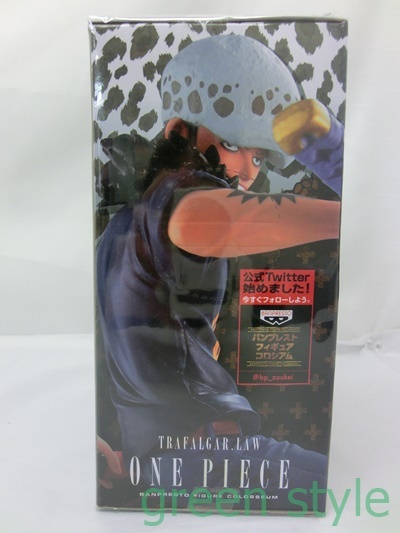 公式Twitter
始めました!
今すぐフォローしよう。
BANPRESTO
バンプレスト
フィギュア
コロシアム
@bp_zoukei
TRAFALGAR.LAW
ONE PIECE
BANPRESTO FIGURE COLOSSEUM
green style